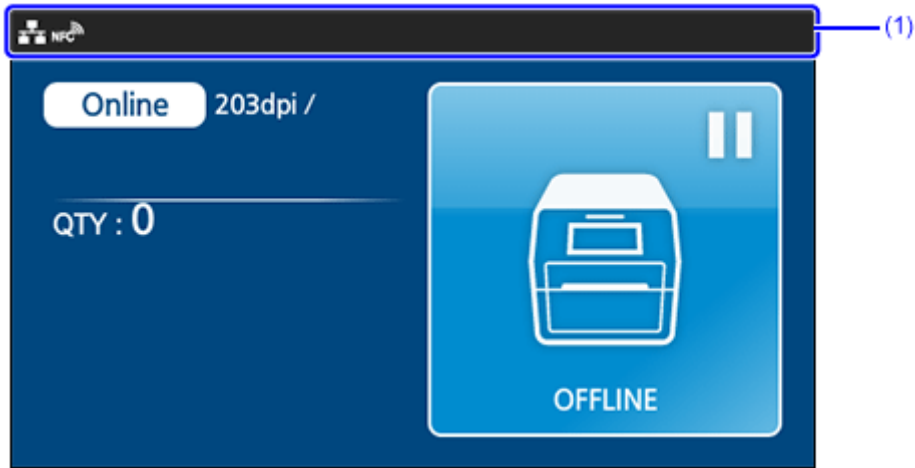 NFC
(1)
Online 203dpi /
QTY : 0
OFFLINE